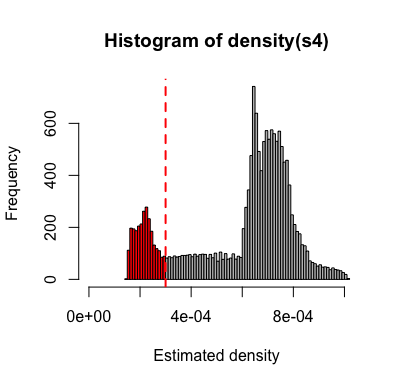 Histogram of density(s4)
Frequency
600
400
200
0
0e+00 4e-04 8e-04
Estimated density